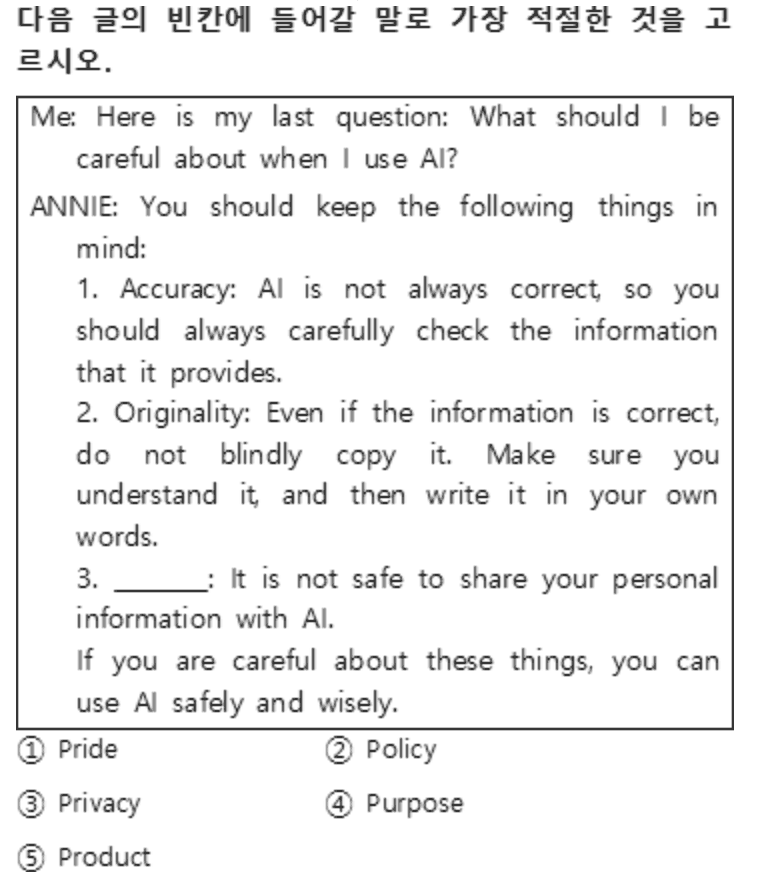 다음 글의 빈칸에 들어갈 말로 가장 적절한 것을 고
르시오.
Me: Here is my last question: What should I be
careful about when I use AI?
ANNIE: You should keep the following things in
mind:
1. Accuracy: AI is not always correct, so you
should always carefully check the information
that it provides.
2. Originality: Even if the information is correct,
do not blindly copy it. Make sure you
understand it, and then write it in your own
words.
3. _______: It is not safe to share your personal
information with AI.
If you are careful about these things, you can
use AI safely and wisely.
① Pride ② Policy
③ Privacy ④ Purpose
⑤ Product